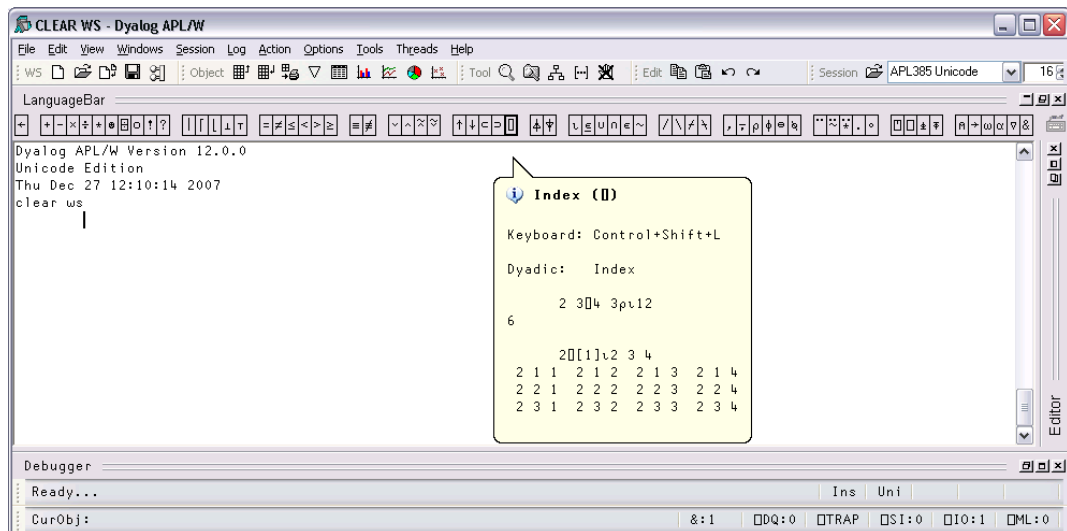 CLEAR WS - Dyalog APL/W
File Edit View Windows Session Log Action Options Tools Threads Help
WS Object Tool Edit Session APL385 Unicode 16
LanguageBar
← + - × ÷ * ⍟ ⌹ ○ ! ? | ⌈ ⌊ ⊥ ⊤ = ≠ ≤ < > ≥ ≡ ≢ ∨ ∧ ⍲ ⍱ ↑ ↓ ⊂ ⊃ ⌷ ⍋ ⍒ ⍳ ∪ ∩ ∊ ~ / \ ⌿ ⍀ , ⍪ ⍴ ⌽ ⊖ ⍉ ¨ ⍨ ⍣ . ∘ ⍞ ⎕ ⍎ ⍕ → ⍵ ⍺ ∇ &
Dyalog APL/W Version 12.0.0
Unicode Edition
Thu Dec 27 12:10:14 2007
clear ws
Index (⌷)
Keyboard: Control+Shift+L
Dyadic: Index
2 3⌷4 3⍴⍳12
6
2⌷[1]⍳2 3 4
2 1 1 2 1 2 2 1 3 2 1 4
2 2 1 2 2 2 2 2 3 2 2 4
2 3 1 2 3 2 2 3 3 2 3 4
Editor
Debugger
Ready... Ins Uni
CurObj: &:1 ⎕DQ:0 ⎕TRAP ⎕SI:0 ⎕IO:1 ⎕ML:0